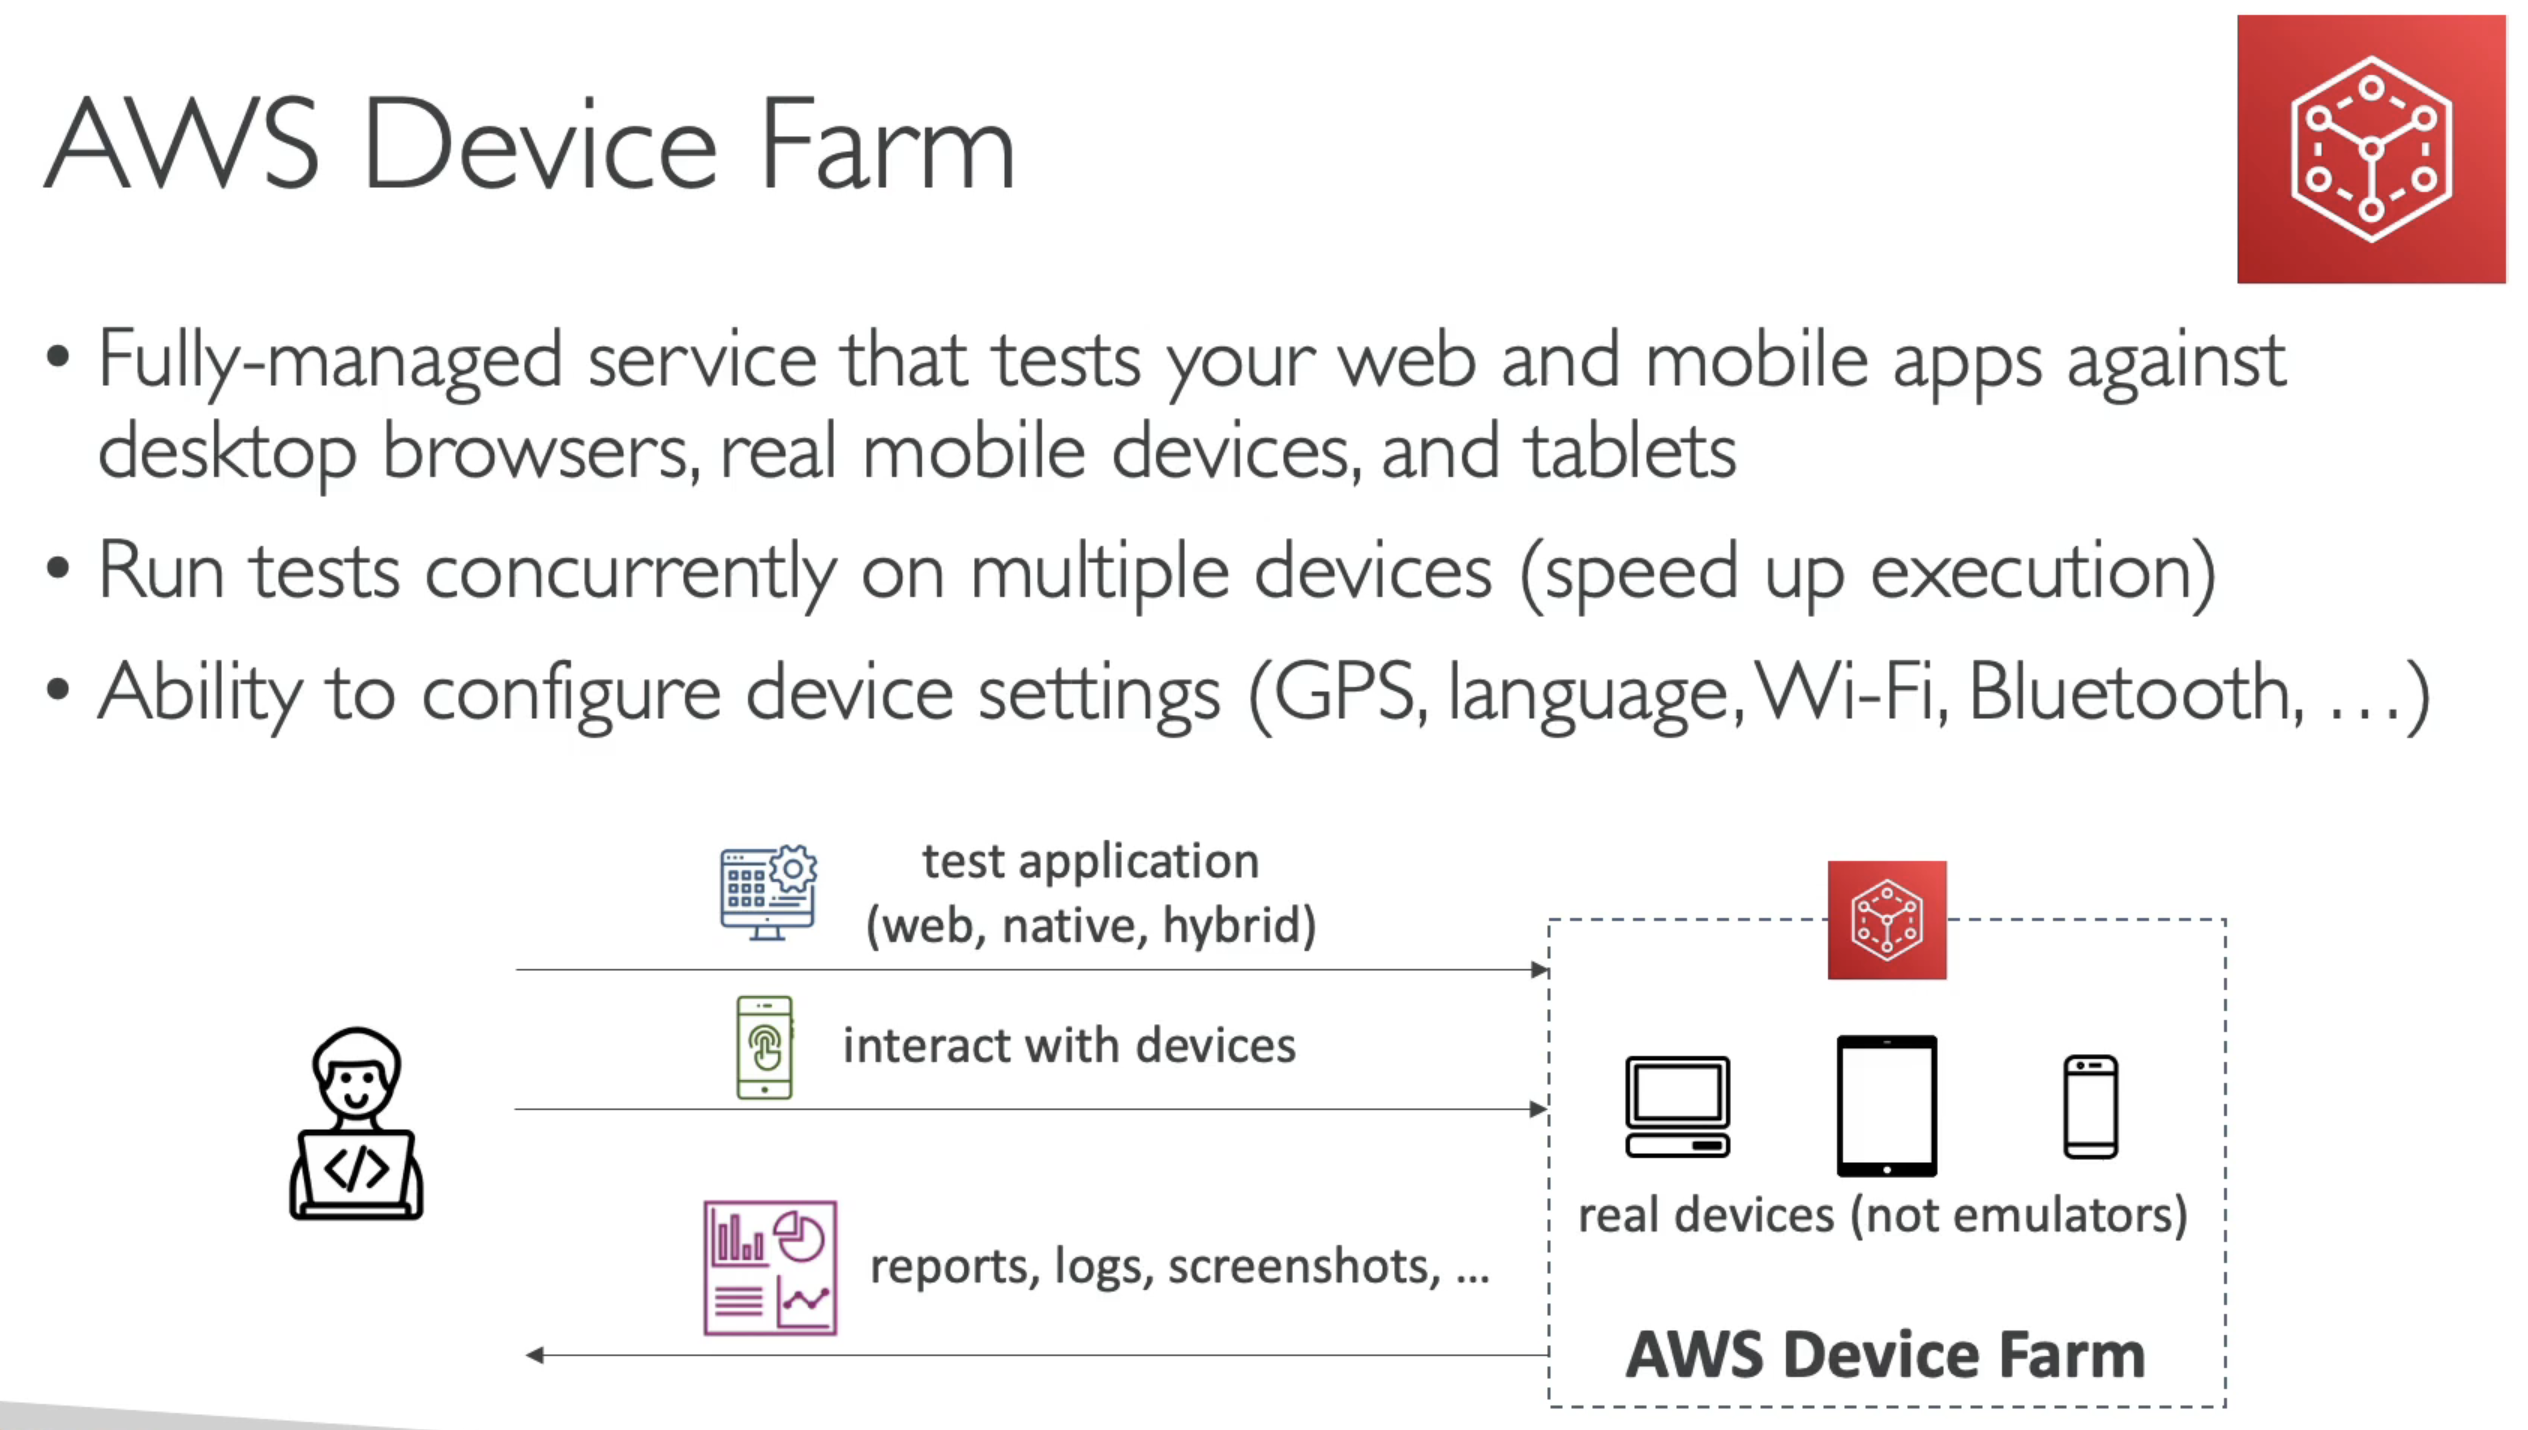 AWS Device Farm
• Fully-managed service that tests your web and mobile apps against
desktop browsers, real mobile devices, and tablets
• Run tests concurrently on multiple devices (speed up execution)
• Ability to configure device settings (GPS, language, Wi-Fi, Bluetooth, …)
test application
(web, native, hybrid)
interact with devices
</>
reports, logs, screenshots, ...
real devices (not emulators)
AWS Device Farm